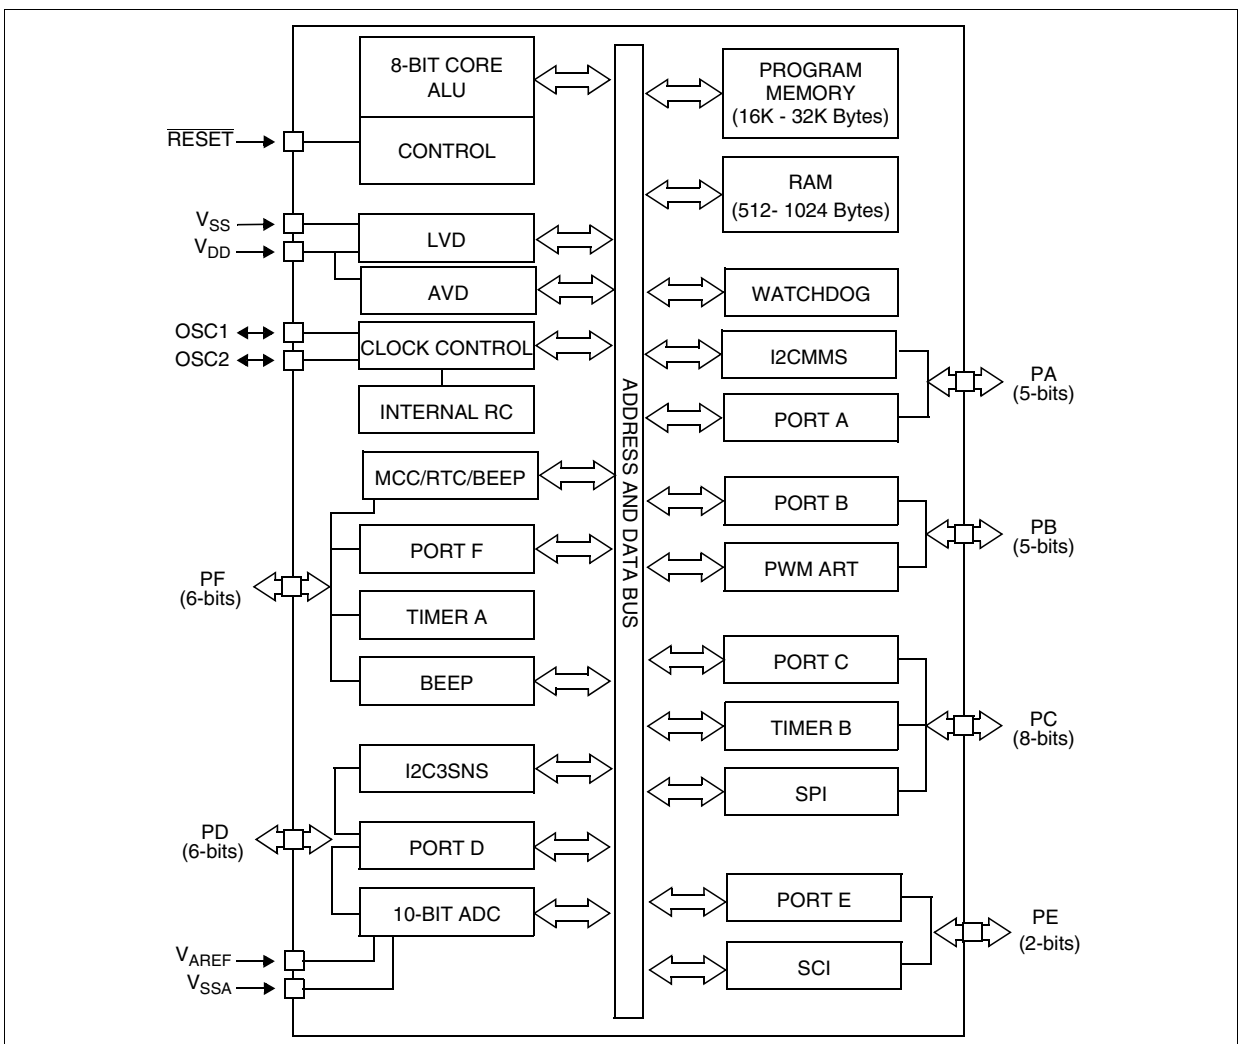 8-BIT CORE
ALU
CONTROL
RESET
VSS
VDD
LVD
AVD
OSC1
OSC2
CLOCK CONTROL
INTERNAL RC
MCC/RTC/BEEP
PORT F
PF
(6-bits)
TIMER A
BEEP
I2C3SNS
PD
(6-bits)
PORT D
10-BIT ADC
VAREF
VSSA
ADDRESS AND DATA BUS
PROGRAM
MEMORY
(16K - 32K Bytes)
RAM
(512- 1024 Bytes)
WATCHDOG
I2CMMS
PORT A
PA
(5-bits)
PORT B
PWM ART
PB
(5-bits)
PORT C
TIMER B
SPI
PC
(8-bits)
PORT E
SCI
PE
(2-bits)